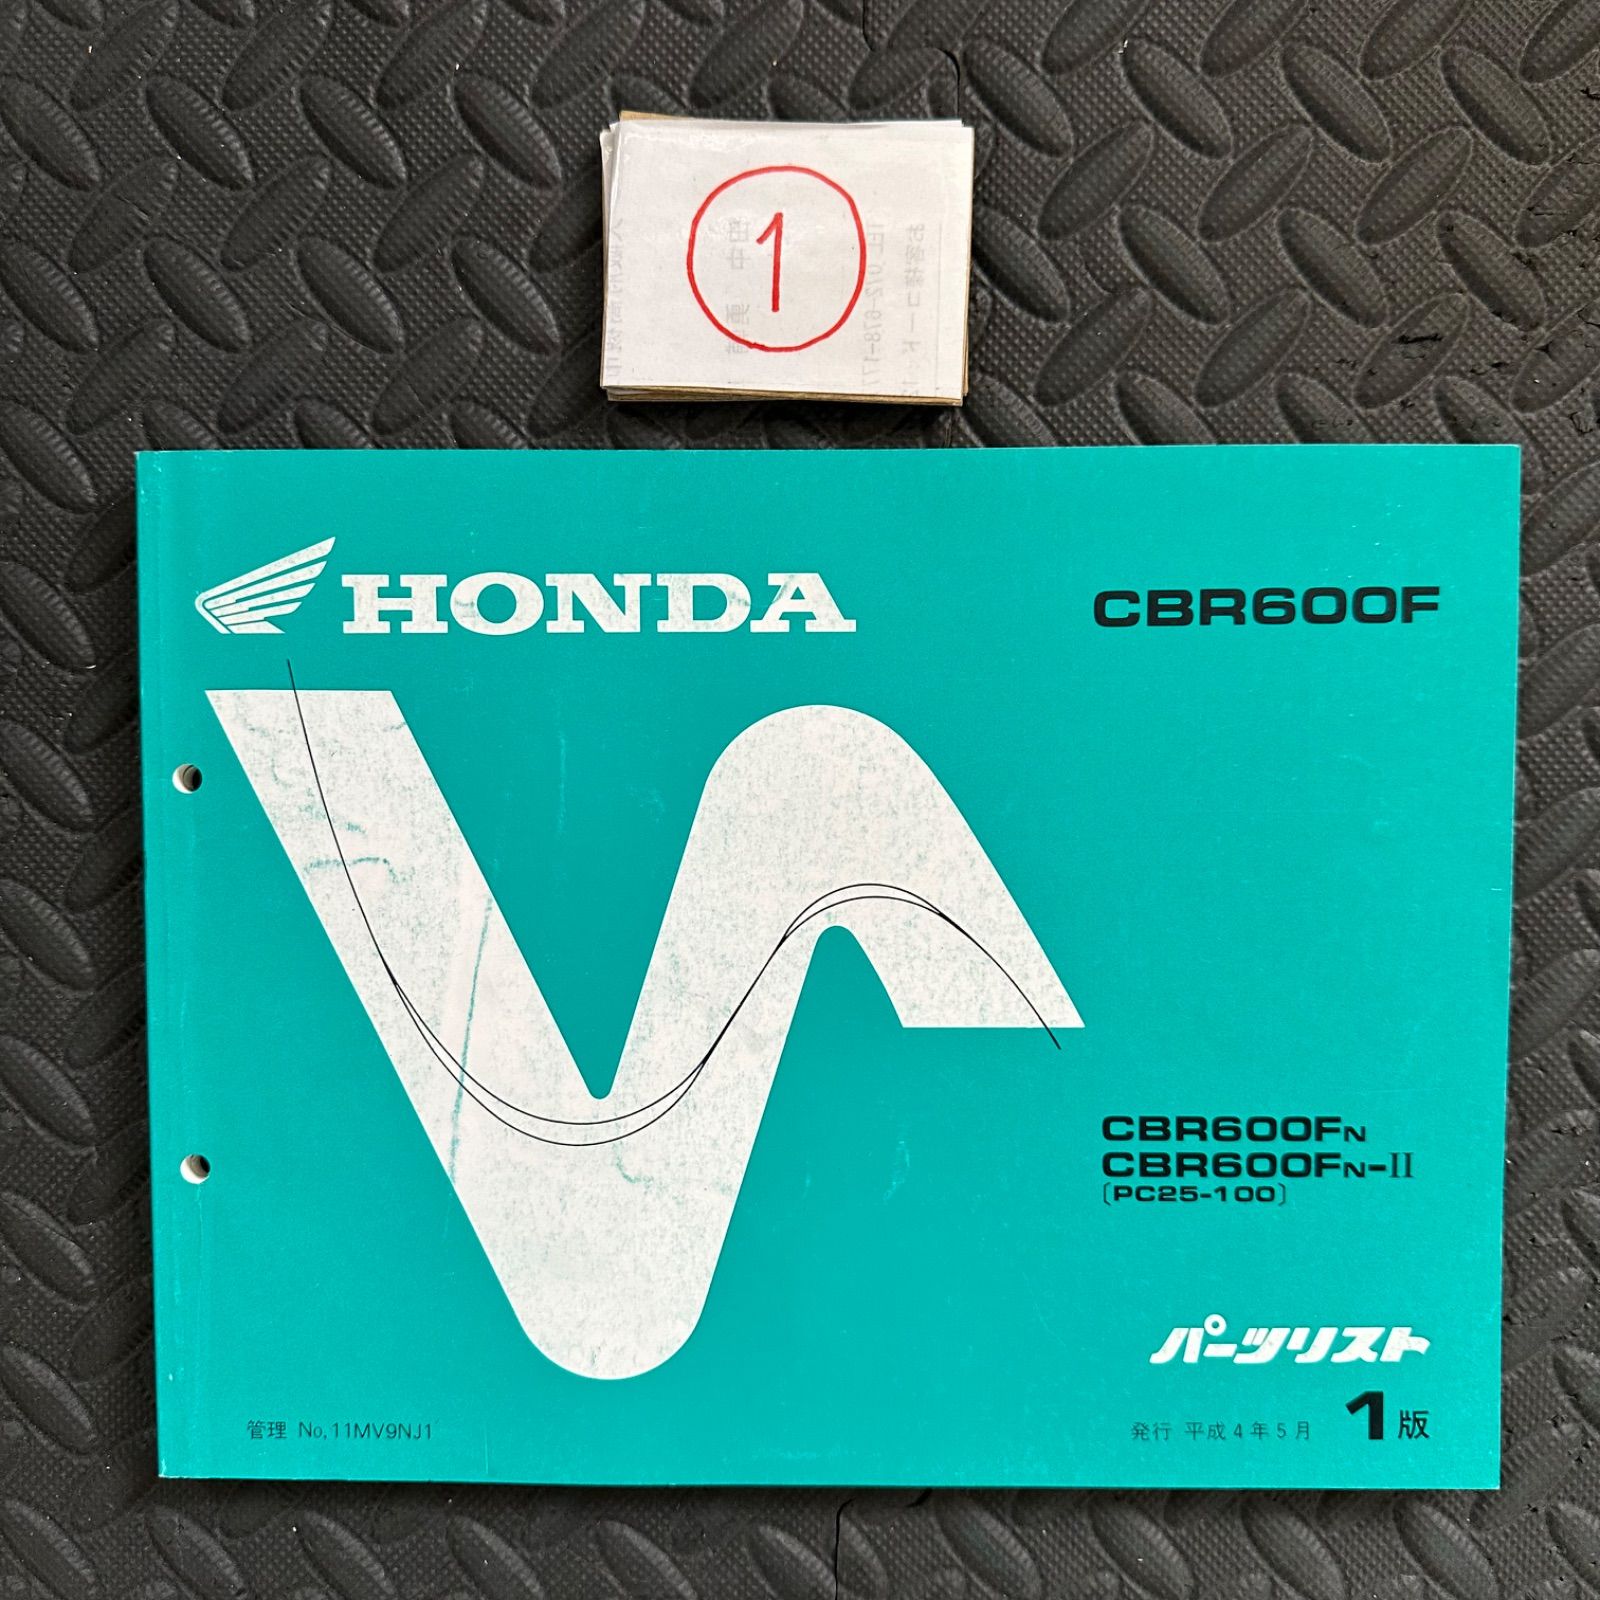 1
HONDA
CBR600F
CBR600FN
CBR600FN-II
〔PC25-100〕
パーツリスト
管理 No,11MV9NJ1
発行 平成4年5月 1版